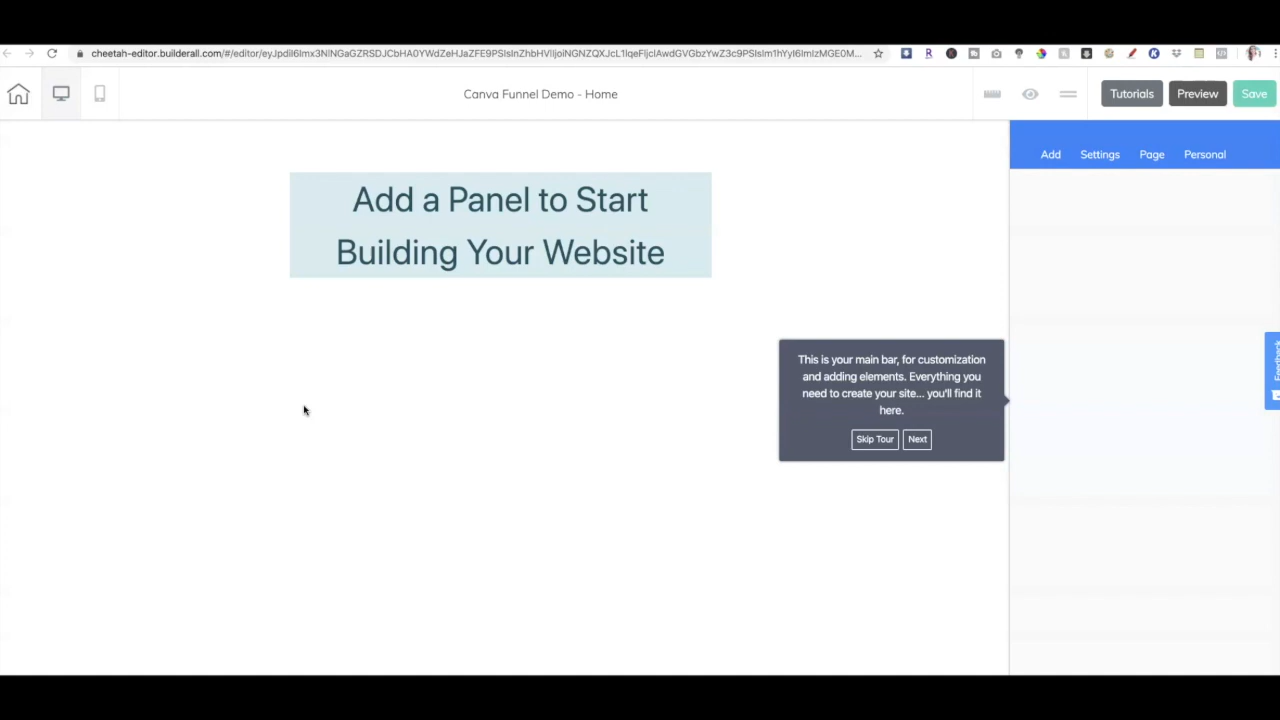 Canva Funnel Demo - Home
Tutorials
Preview
Save
Add
Settings
Page
Personal
Add a Panel to Start
Building Your Website
This is your main bar, for customization
and adding elements. Everything you
need to create your site... you'll find it
here.
Skip Tour
Next
Feedback